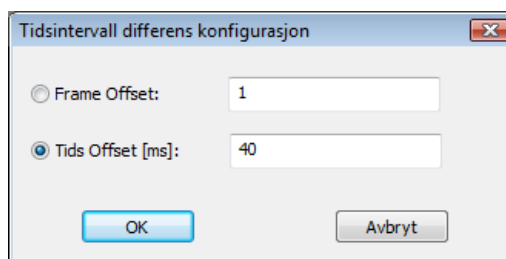 Tidsintervall differens konfigurasjon
Frame Offset: 1
Tids Offset [ms]: 40
OK Avbryt